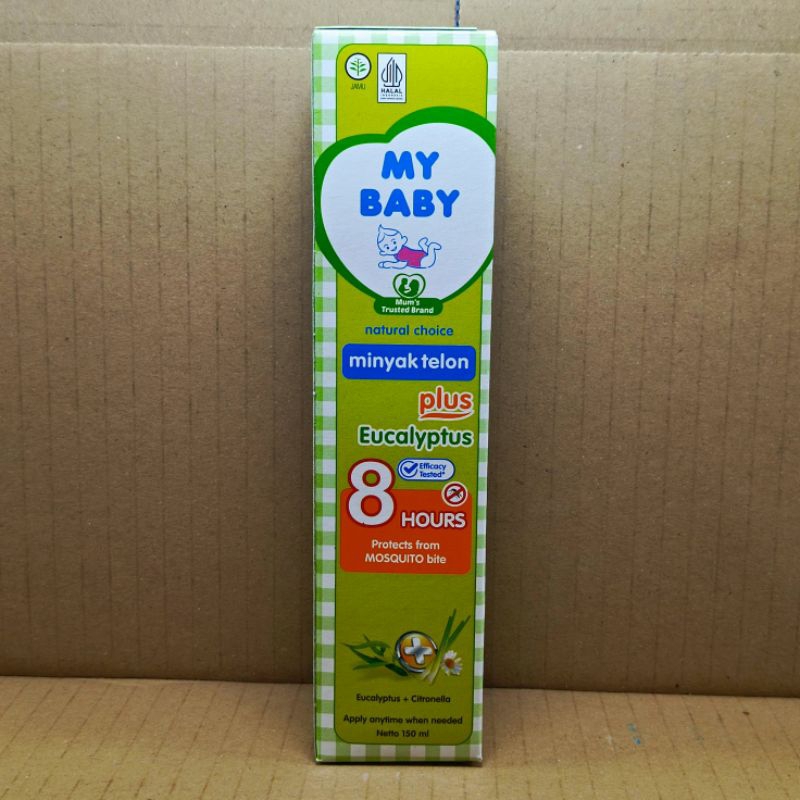 JAMU
HALAL
INDONESIA
MY
BABY
Mum's
Trusted Brand
natural choice
minyak telon
plus
Eucalyptus
8
Efficacy
Tested*
HOURS
Protects from
MOSQUITO bite
Eucalyptus + Citronella
Apply anytime when needed
Netto 150 ml